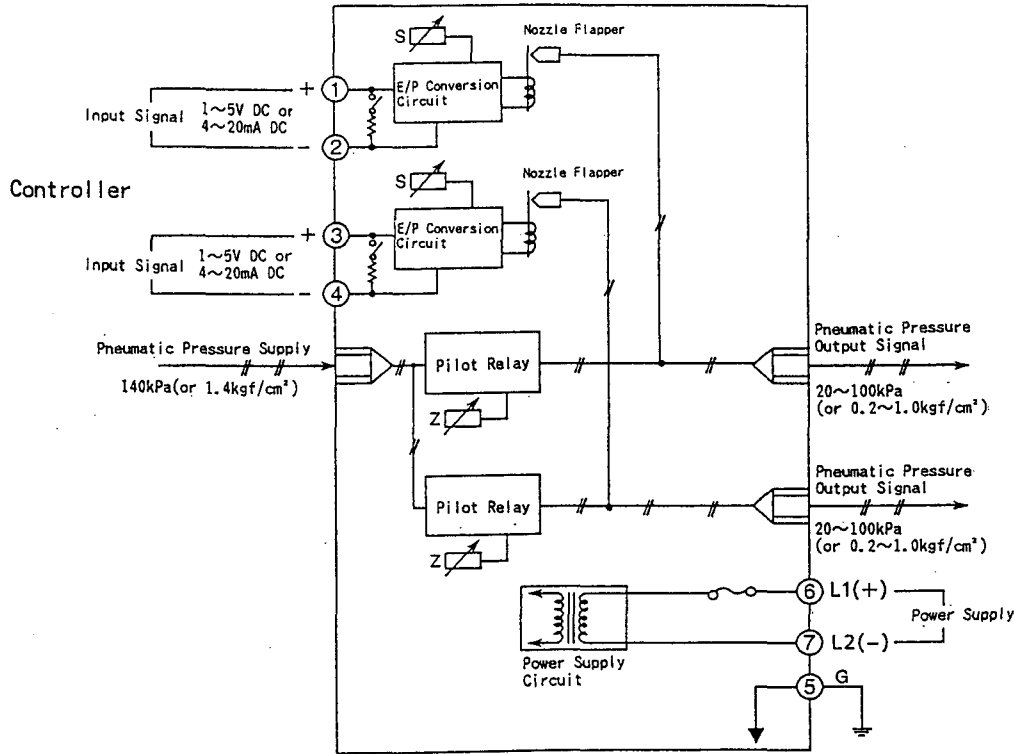 Nozzle Flapper
S
+ ① E/P Conversion
Circuit
Input Signal 1～5V DC or
4～20mA DC
- ②
Controller
Nozzle Flapper
S
+ ③ E/P Conversion
Circuit
Input Signal 1～5V DC or
4～20mA DC
- ④
Pneumatic Pressure Supply
140kPa(or 1.4kgf/cm²)
Pilot Relay
Z
Pneumatic Pressure
Output Signal
20～100kPa
(or 0.2～1.0kgf/cm²)
Pilot Relay
Z
Pneumatic Pressure
Output Signal
20～100kPa
(or 0.2～1.0kgf/cm²)
⑥ L1(+)
Power Supply
⑦ L2(-)
Power Supply
Circuit
⑤ G